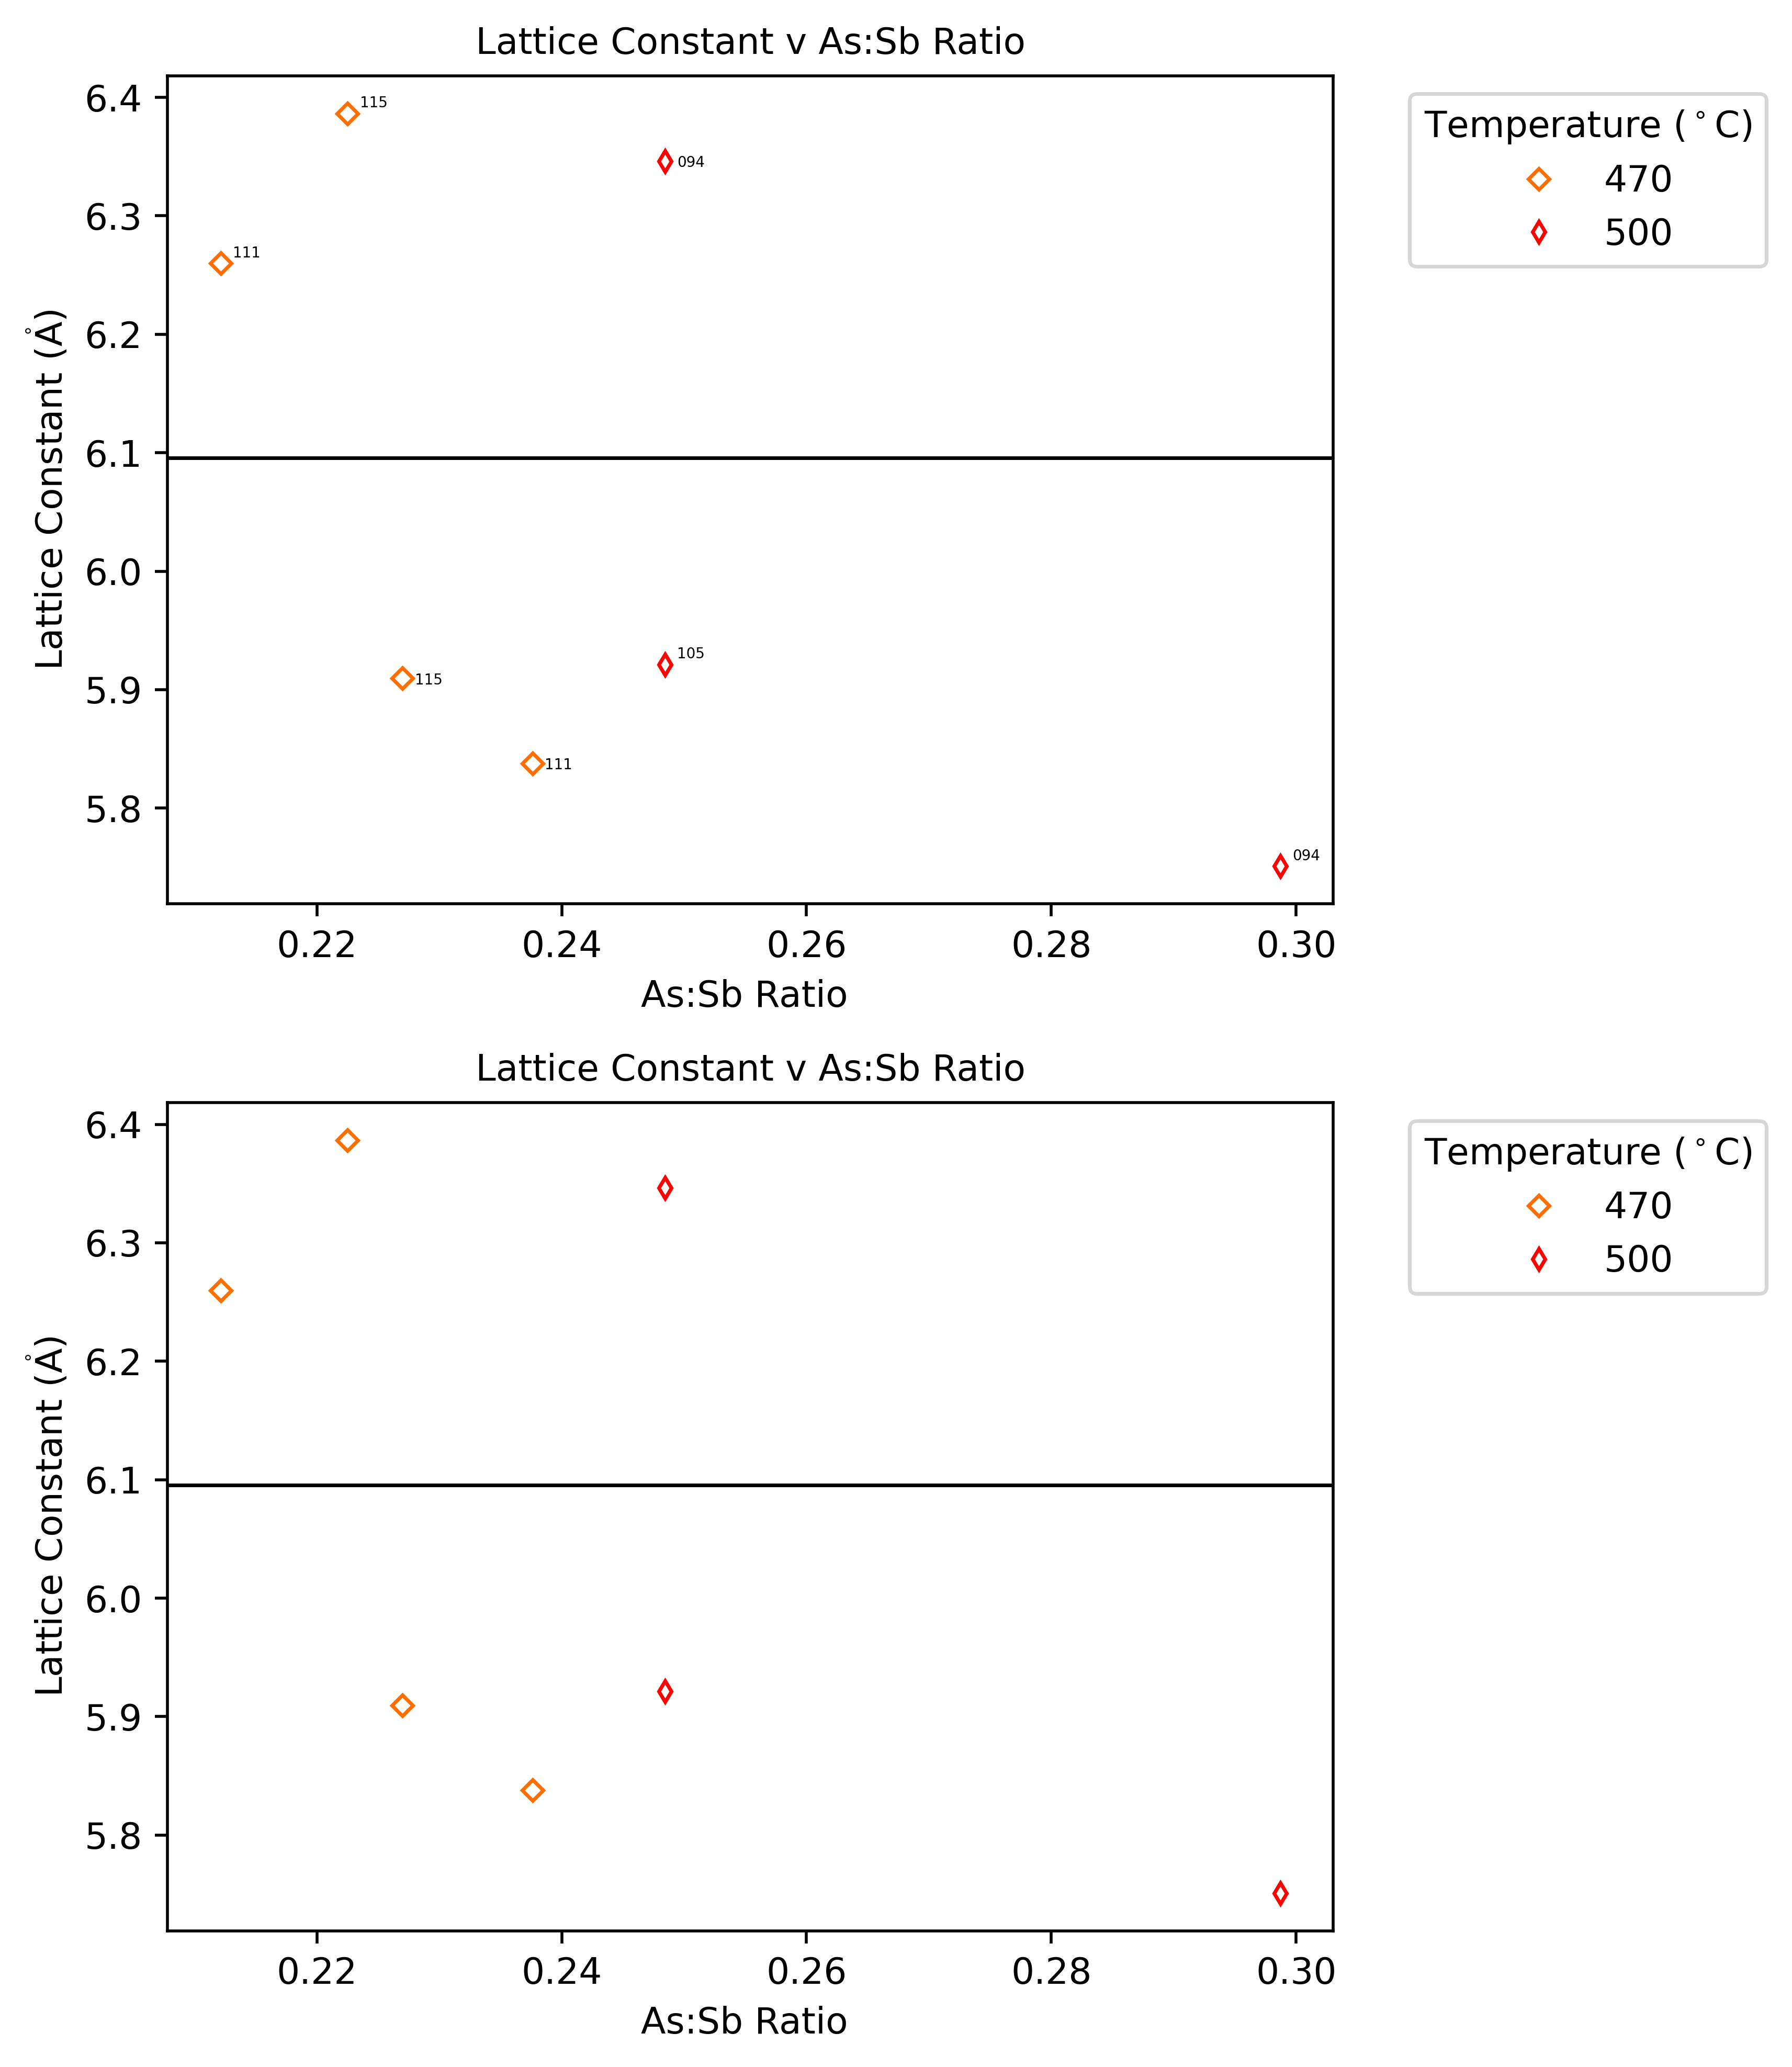 Lattice Constant v As:Sb Ratio
6.4
6.3
6.2
6.1
6.0
5.9
5.8
Lattice Constant (Å)
115
094
111
105
115
111
094
0.22 0.24 0.26 0.28 0.30
As:Sb Ratio
Temperature (°C)
470
500
Lattice Constant v As:Sb Ratio
6.4
6.3
6.2
6.1
6.0
5.9
5.8
Lattice Constant (Å)
0.22 0.24 0.26 0.28 0.30
As:Sb Ratio
Temperature (°C)
470
500